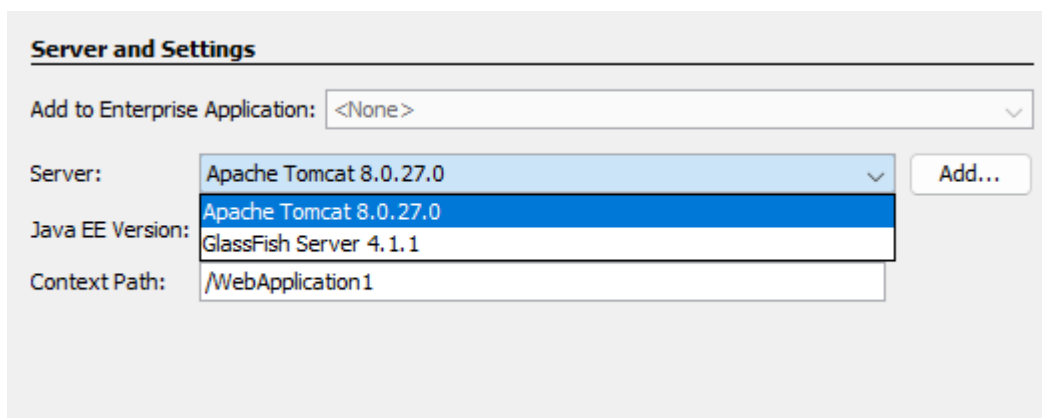 Server and Settings
Add to Enterprise Application: <None>
Server: Apache Tomcat 8.0.27.0 Add...
Apache Tomcat 8.0.27.0
Java EE Version:
GlassFish Server 4.1.1
Context Path: /WebApplication1